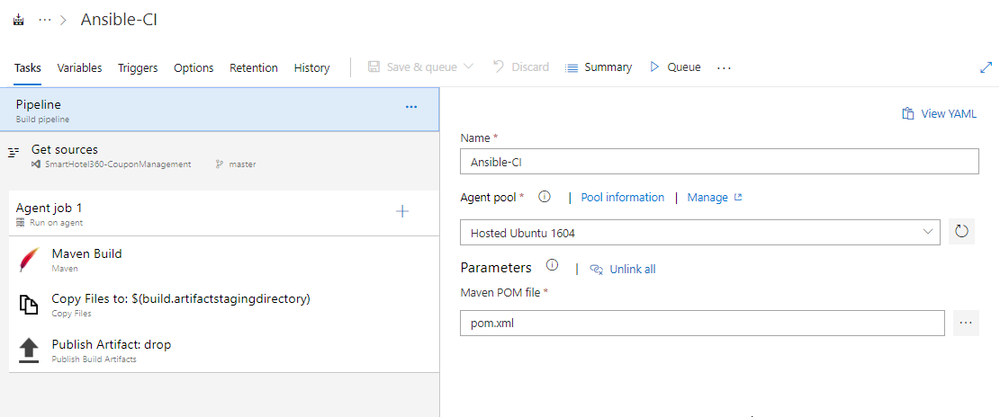 ··· > Ansible-CI
Tasks Variables Triggers Options Retention History Save & queue Discard Summary Queue ···
Pipeline ···
Build pipeline
View YAML
Get sources
SmartHotel360-CouponManagement master
Name *
Ansible-CI
Agent pool * | Pool information | Manage
Agent job 1
Run on agent
Hosted Ubuntu 1604
Maven Build
Maven
Parameters | Unlink all
Maven POM file *
Copy Files to: $(build.artifactstagingdirectory)
Copy Files
pom.xml ···
Publish Artifact: drop
Publish Build Artifacts